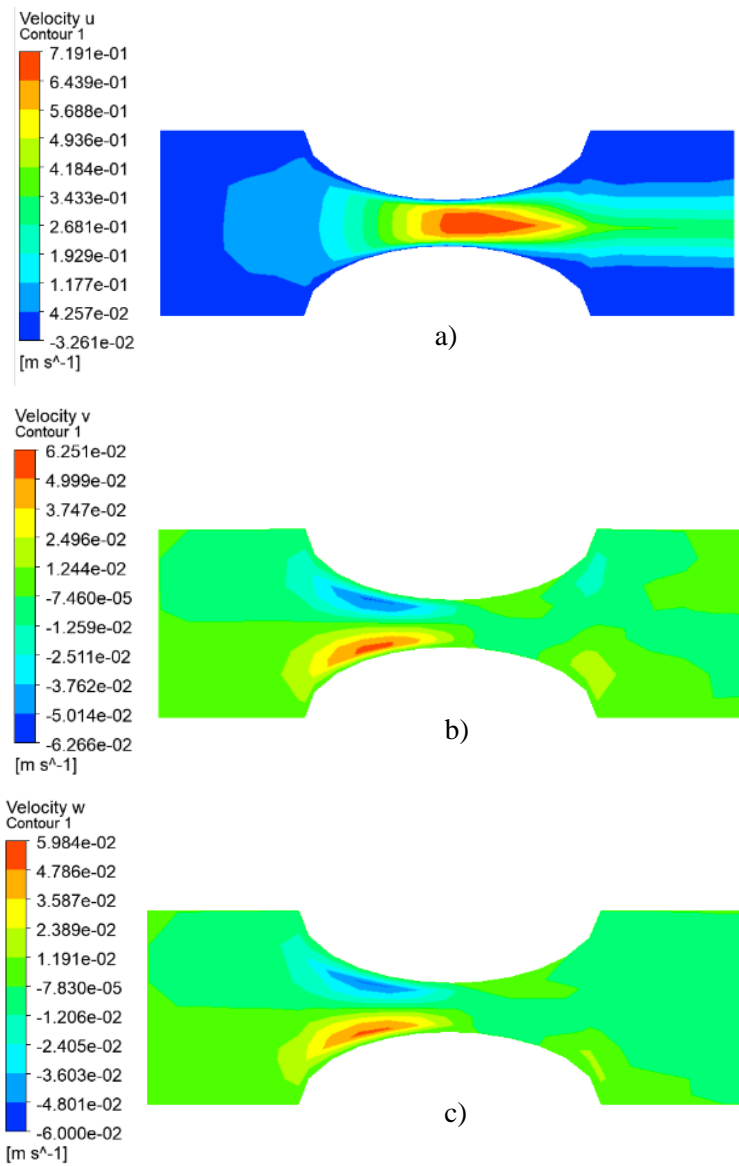 Velocity u
Contour 1
7.191e-01
6.439e-01
5.688e-01
4.936e-01
4.184e-01
3.433e-01
2.681e-01
1.929e-01
1.177e-01
4.257e-02
-3.261e-02
[m s^-1]
a)
Velocity v
Contour 1
6.251e-02
4.999e-02
3.747e-02
2.496e-02
1.244e-02
-7.460e-05
-1.259e-02
-2.511e-02
-3.762e-02
-5.014e-02
-6.266e-02
[m s^-1]
b)
Velocity w
Contour 1
5.984e-02
4.786e-02
3.587e-02
2.389e-02
1.191e-02
-7.830e-05
-1.206e-02
-2.405e-02
-3.603e-02
-4.801e-02
-6.000e-02
[m s^-1]
c)